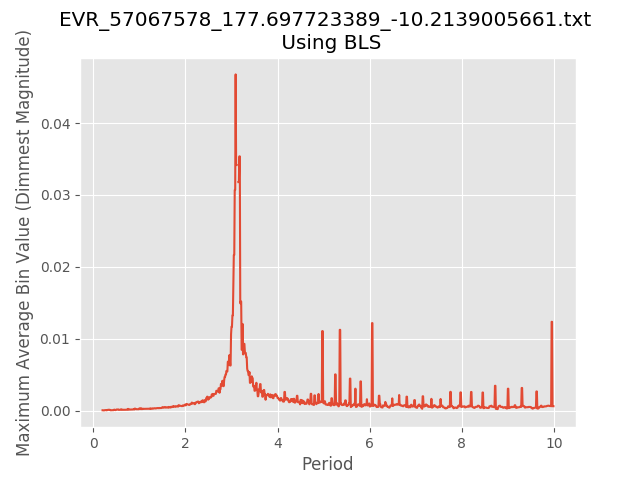 EVR_57067578_177.697723389_-10.2139005661.txt
Using BLS
Maximum Average Bin Value (Dimmest Magnitude)
0.04
0.03
0.02
0.01
0.00
0 2 4 6 8 10
Period